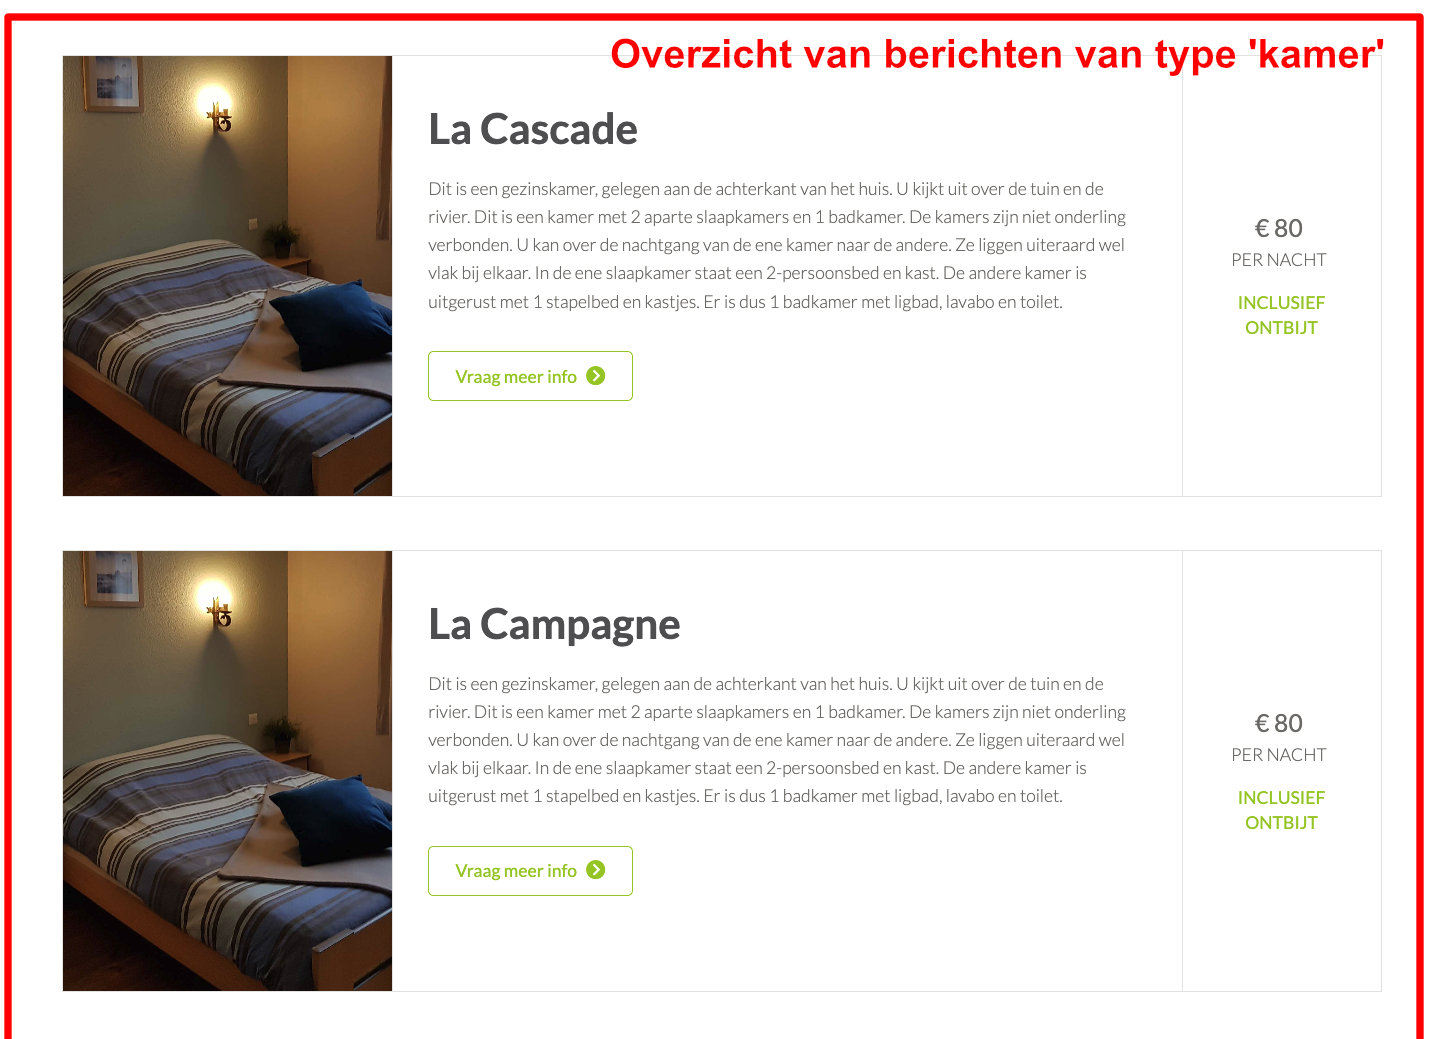 Overzicht van berichten van type 'kamer'
La Cascade
Dit is een gezinskamer, gelegen aan de achterkant van het huis. U kijkt uit over de tuin en de
rivier. Dit is een kamer met 2 aparte slaapkamers en 1 badkamer. De kamers zijn niet onderling
verbonden. U kan over de nachtgang van de ene kamer naar de andere. Ze liggen uiteraard wel
vlak bij elkaar. In de ene slaapkamer staat een 2-persoonsbed en kast. De andere kamer is
uitgerust met 1 stapelbed en kastjes. Er is dus 1 badkamer met ligbad, lavabo en toilet.
Vraag meer info
€ 80
PER NACHT
INCLUSIEF
ONTBIJT
La Campagne
Dit is een gezinskamer, gelegen aan de achterkant van het huis. U kijkt uit over de tuin en de
rivier. Dit is een kamer met 2 aparte slaapkamers en 1 badkamer. De kamers zijn niet onderling
verbonden. U kan over de nachtgang van de ene kamer naar de andere. Ze liggen uiteraard wel
vlak bij elkaar. In de ene slaapkamer staat een 2-persoonsbed en kast. De andere kamer is
uitgerust met 1 stapelbed en kastjes. Er is dus 1 badkamer met ligbad, lavabo en toilet.
Vraag meer info
€ 80
PER NACHT
INCLUSIEF
ONTBIJT